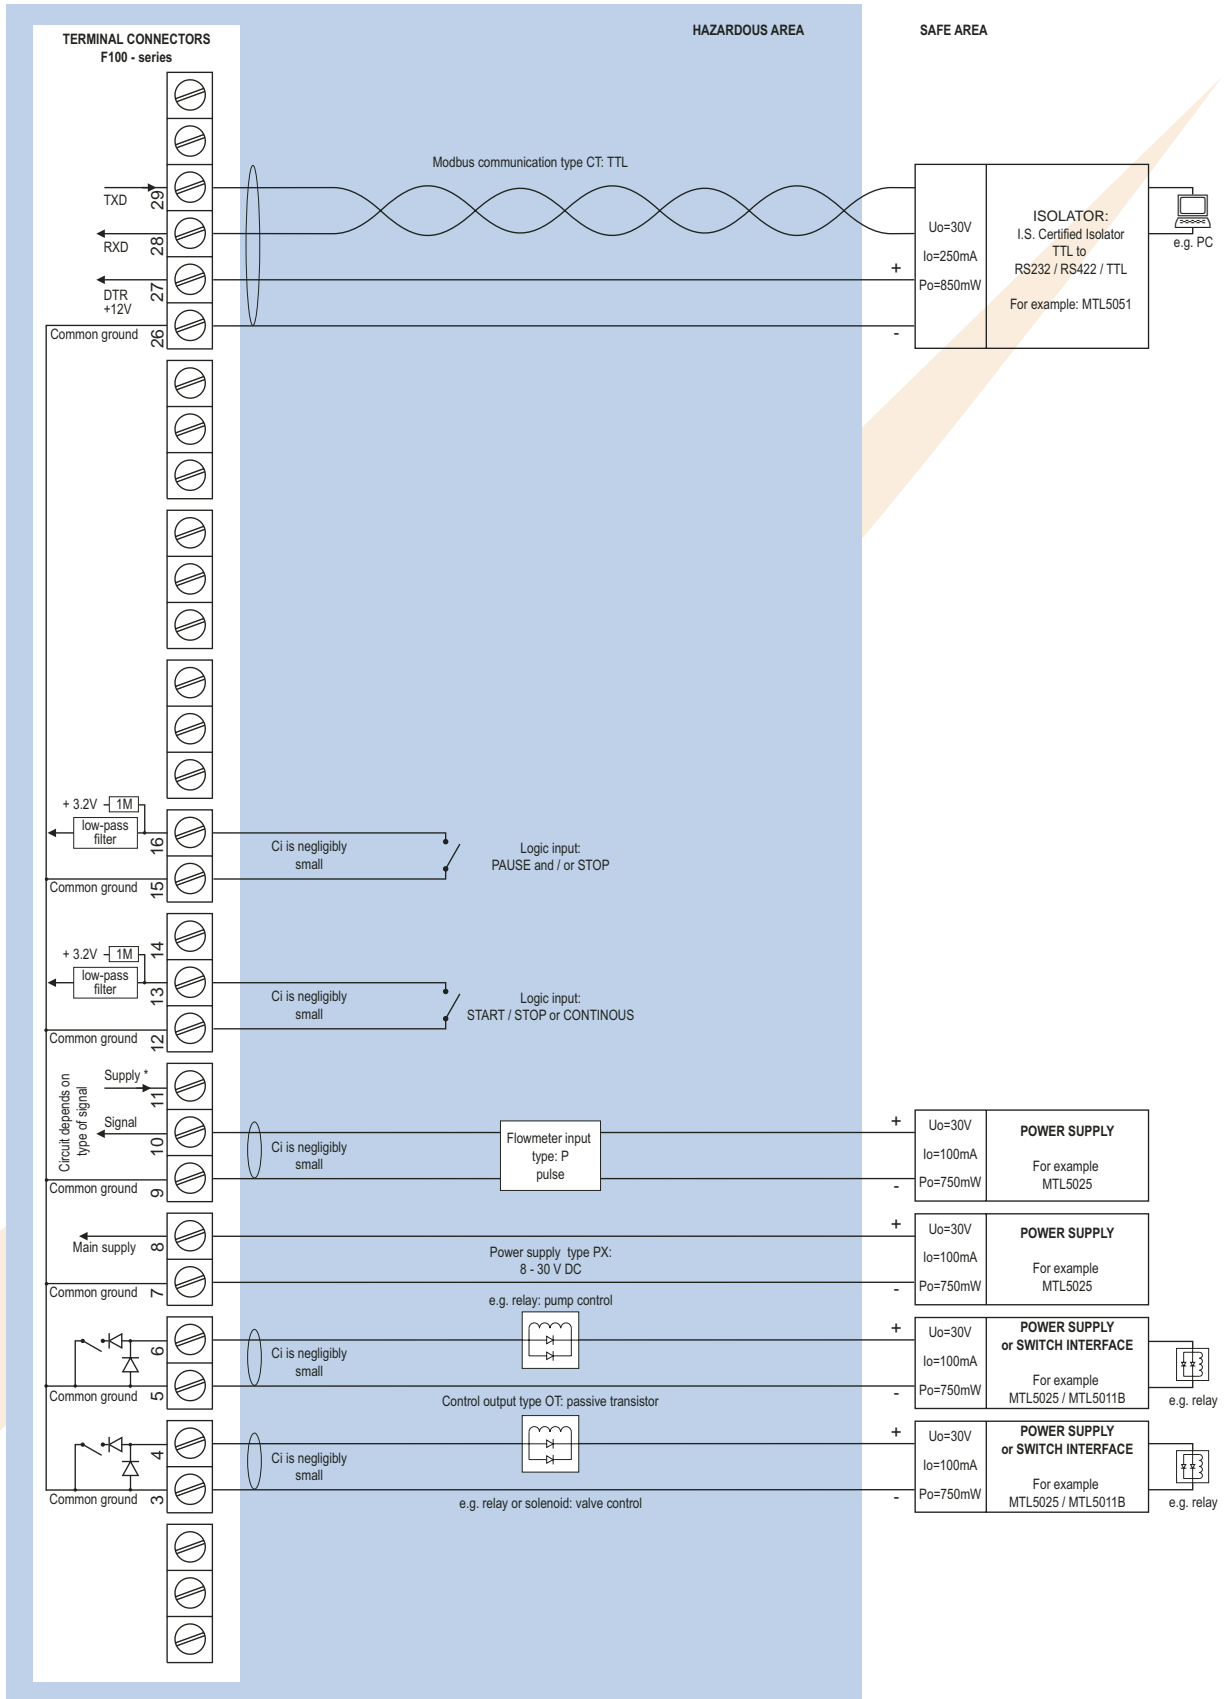 TERMINAL CONNECTORS
F100 - series
HAZARDOUS AREA
SAFE AREA
Modbus communication type CT: TTL
TXD
29
RXD
28
DTR
+12V
27
Common ground
26
+
-
Uo=30V
Io=250mA
Po=850mW
ISOLATOR:
I.S. Certified Isolator
TTL to
RS232 / RS422 / TTL
For example: MTL5051
e.g. PC
+ 3.2V
1M
low-pass
filter
16
Common ground
15
Ci is negligibly
small
Logic input:
PAUSE and / or STOP
14
+ 3.2V
1M
low-pass
filter
13
Common ground
12
Ci is negligibly
small
Logic input:
START / STOP or CONTINOUS
Circuit depends on
type of signal
Supply *
11
Signal
10
Common ground
9
Ci is negligibly
small
Flowmeter input
type: P
pulse
+
-
Uo=30V
Io=100mA
Po=750mW
POWER SUPPLY
For example
MTL5025
Main supply
8
Common ground
7
Power supply type PX:
8 - 30 V DC
+
-
Uo=30V
Io=100mA
Po=750mW
POWER SUPPLY
For example
MTL5025
e.g. relay: pump control
6
Common ground
5
Ci is negligibly
small
+
-
Uo=30V
Io=100mA
Po=750mW
POWER SUPPLY
or SWITCH INTERFACE
For example
MTL5025 / MTL5011B
e.g. relay
Control output type OT: passive transistor
4
Common ground
3
Ci is negligibly
small
e.g. relay or solenoid: valve control
+
-
Uo=30V
Io=100mA
Po=750mW
POWER SUPPLY
or SWITCH INTERFACE
For example
MTL5025 / MTL5011B
e.g. relay